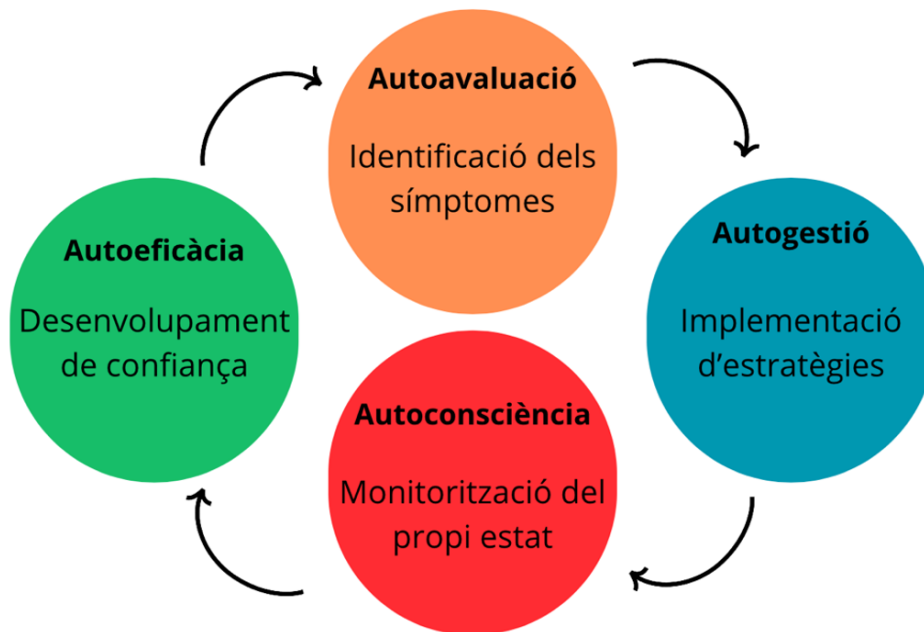 Autoavaluació
Identificació dels
símptomes
Autogestió
Implementació
d'estratègies
Autoconsciència
Monitorització del
propi estat
Autoeficàcia
Desenvolupament
de confiança